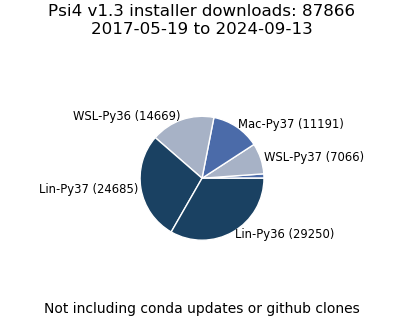 Psi4 v1.3 installer downloads: 87866
2017-05-19 to 2024-09-13
WSL-Py36 (14669)
Mac-Py37 (11191)
WSL-Py37 (7066)
Lin-Py37 (24685)
Lin-Py36 (29250)
Not including conda updates or github clones